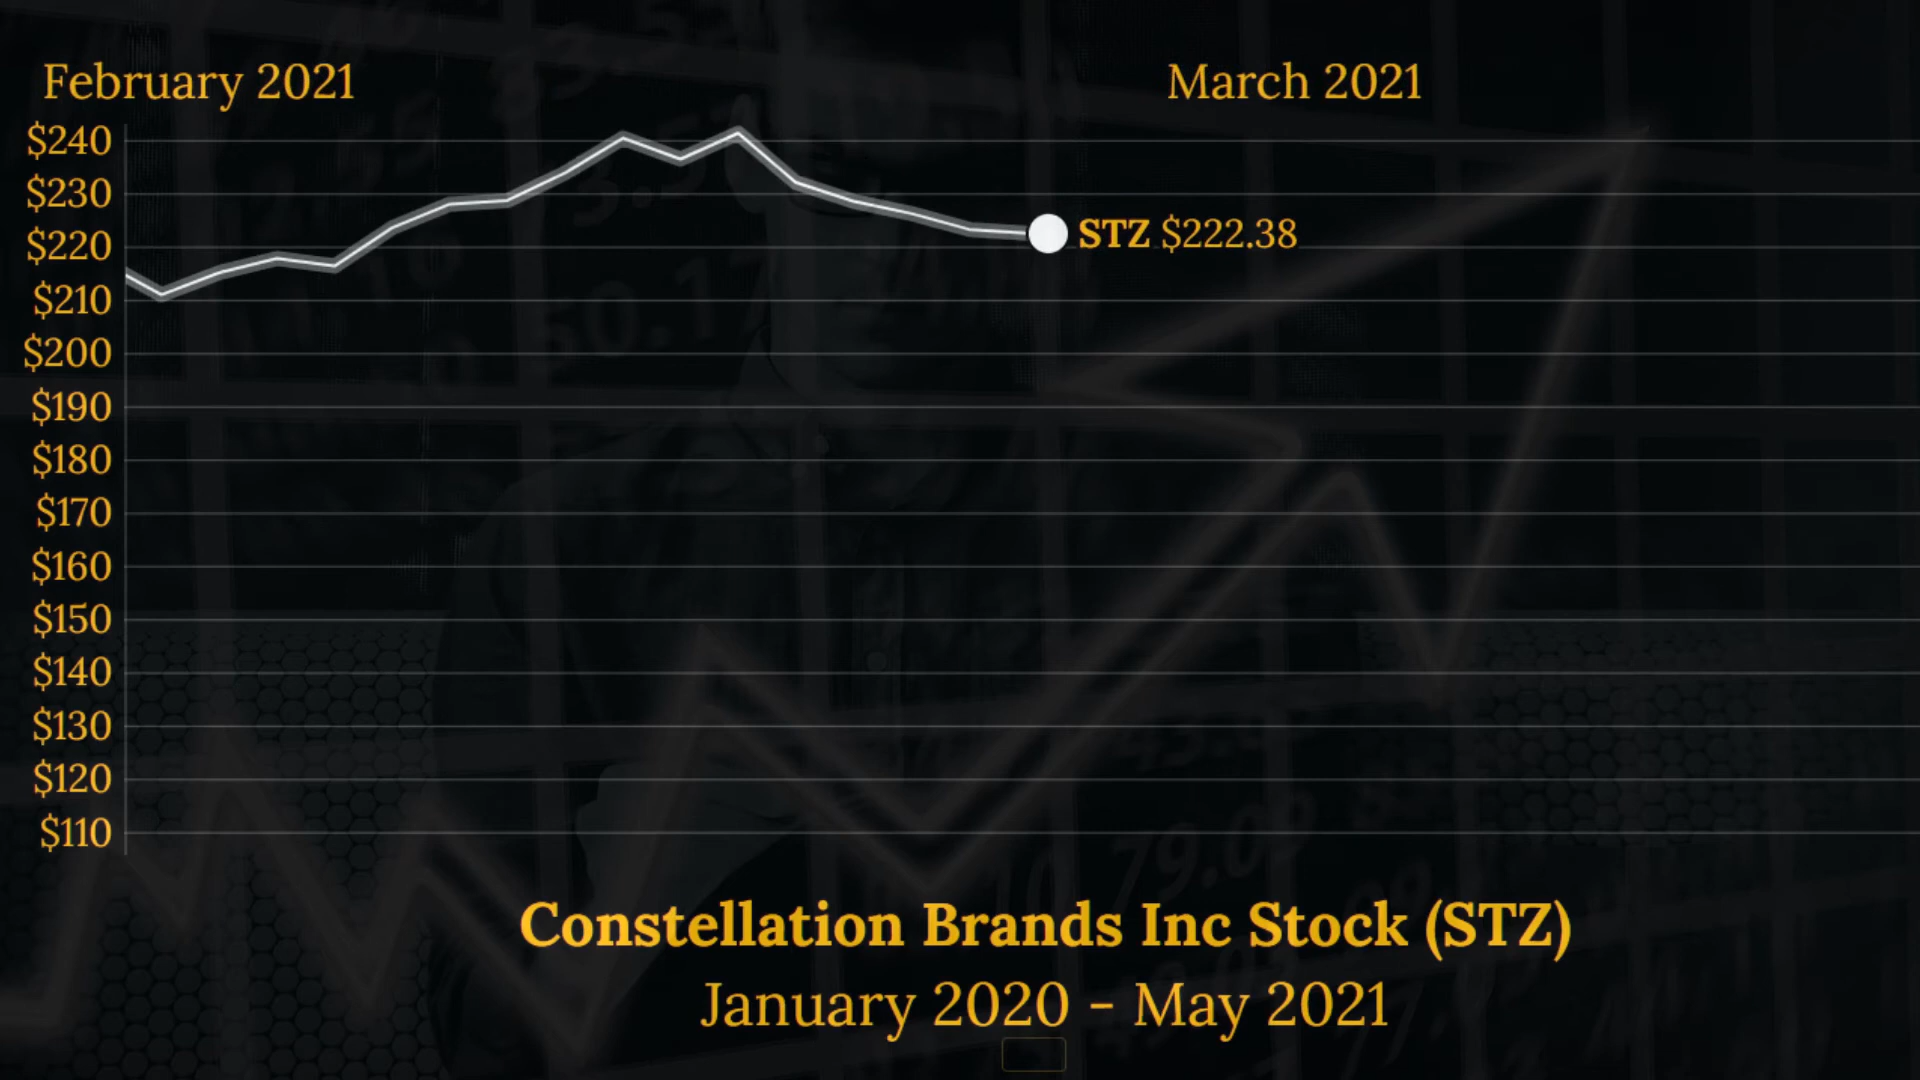 February 2021
March 2021
$240
$230
$220
$210
$200
$190
$180
$170
$160
$150
$140
$130
$120
$110
STZ $222.38
Constellation Brands Inc Stock (STZ)
January 2020 - May 2021